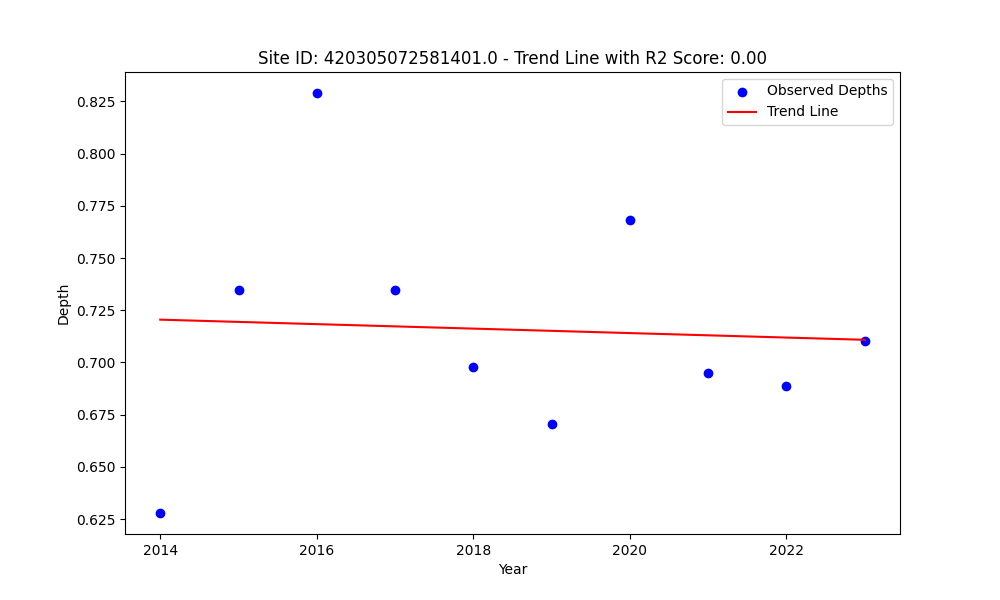 Site ID: 420305072581401.0 - Trend Line with R2 Score: 0.00
Observed Depths
Trend Line
0.825
0.800
0.775
0.750
0.725
0.700
0.675
0.650
0.625
Depth
2014 2016 2018 2020 2022
Year